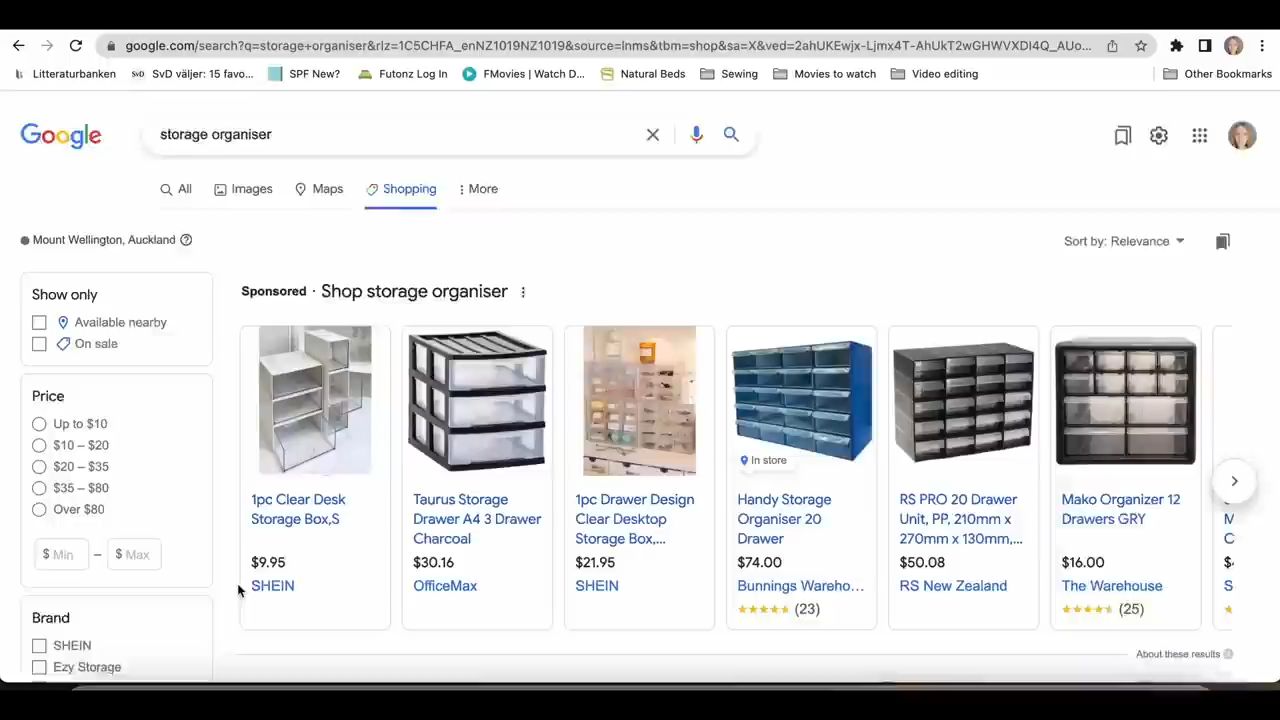 google.com/search?q=storage+organiser&rlz=1C5CHFA_enNZ1019NZ1019&source=lnms&tbm=shop&sa=X&ved=2ahUKEwjx-Ljmx4T-AhUkT2wGHWVXDI4Q_AUo...
Litteraturbanken
SvD SvD väljer: 15 favo...
SPF New?
Futonz Log In
FMovies | Watch D...
Natural Beds
Sewing
Movies to watch
Video editing
Other Bookmarks
Google
storage organiser
All
Images
Maps
Shopping
More
Mount Wellington, Auckland
Sort by: Relevance
Show only
Available nearby
On sale
Price
Up to $10
$10 – $20
$20 – $35
$35 – $80
Over $80
$ Min – $ Max
Brand
SHEIN
Ezy Storage
Sponsored · Shop storage organiser
1pc Clear Desk
Storage Box,S
$9.95
SHEIN
Taurus Storage
Drawer A4 3 Drawer
Charcoal
$30.16
OfficeMax
1pc Drawer Design
Clear Desktop
Storage Box,...
$21.95
SHEIN
In store
Handy Storage
Organiser 20
Drawer
$74.00
Bunnings Wareho...
(23)
RS PRO 20 Drawer
Unit, PP, 210mm x
270mm x 130mm,...
$50.08
RS New Zealand
Mako Organizer 12
Drawers GRY
$16.00
The Warehouse
(25)
M
C
$4
S
About these results